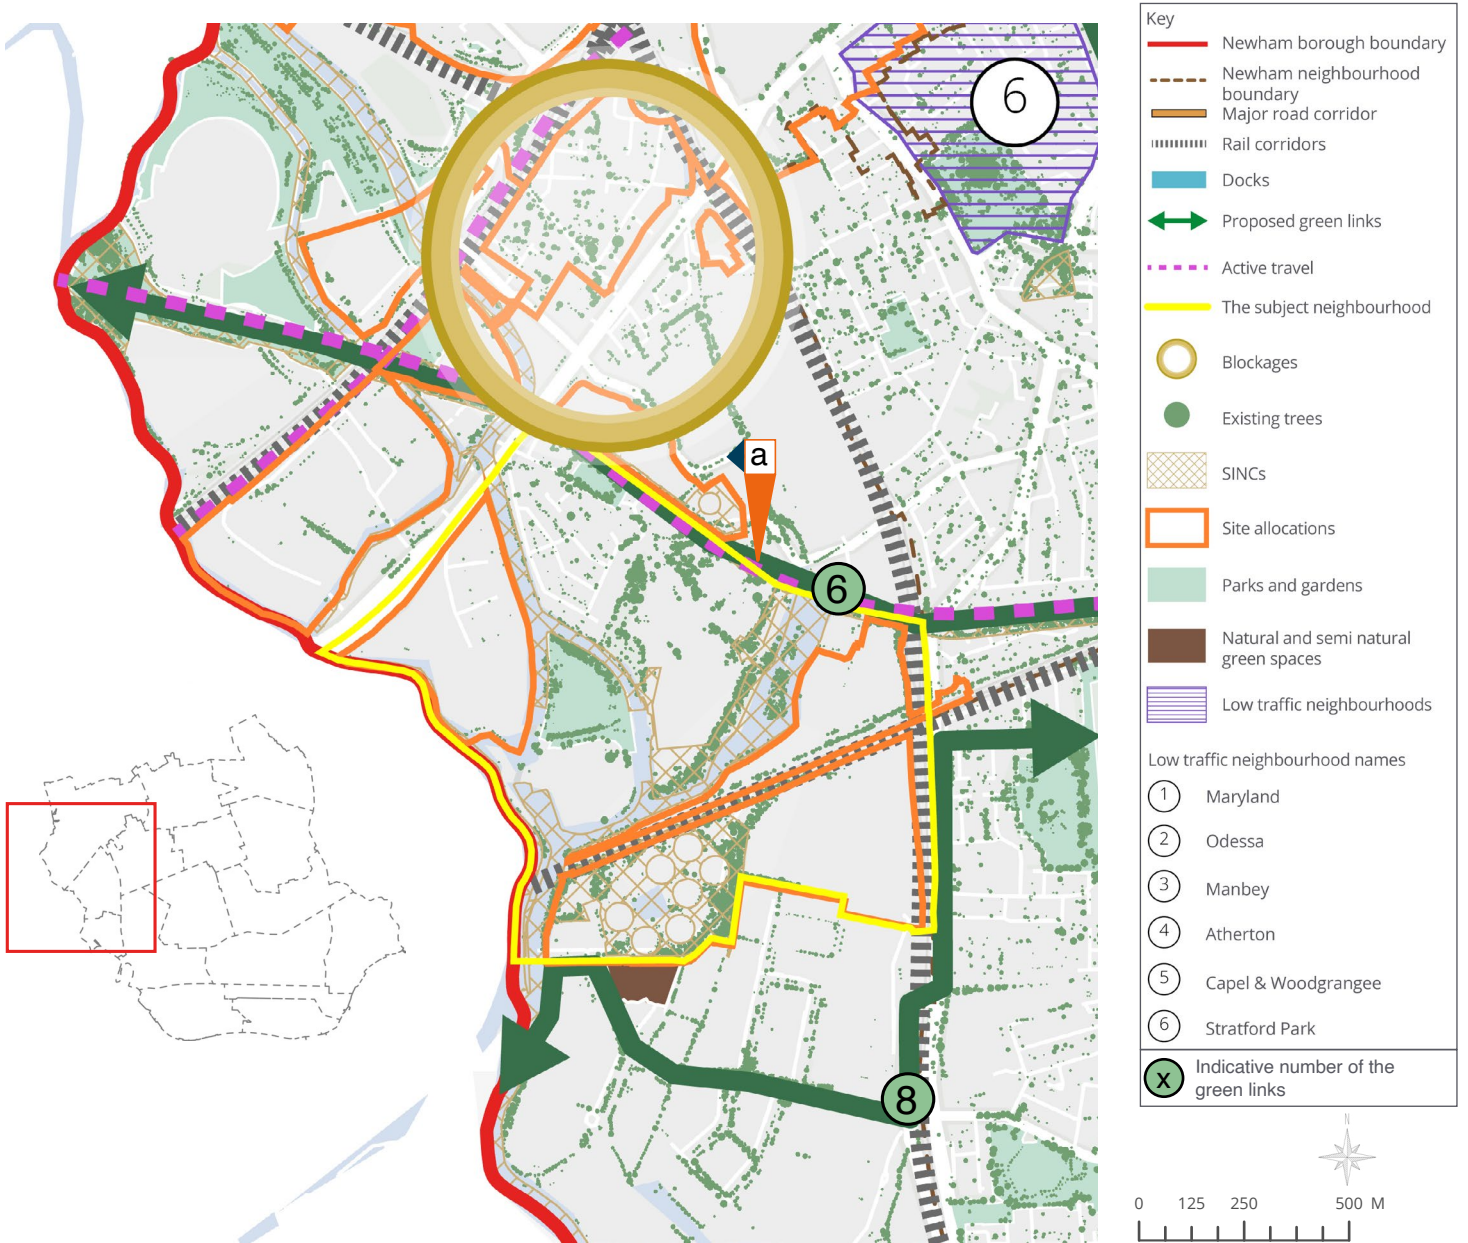 6
a
6
8
Key
Newham borough boundary
Newham neighbourhood
boundary
Major road corridor
Rail corridors
Docks
Proposed green links
Active travel
The subject neighbourhood
Blockages
Existing trees
SINCs
Site allocations
Parks and gardens
Natural and semi natural
green spaces
Low traffic neighbourhoods
Low traffic neighbourhood names
1 Maryland
2 Odessa
3 Manbey
4 Atherton
5 Capel & Woodgrangee
6 Stratford Park
x Indicative number of the
green links
N
0 125 250 500 M